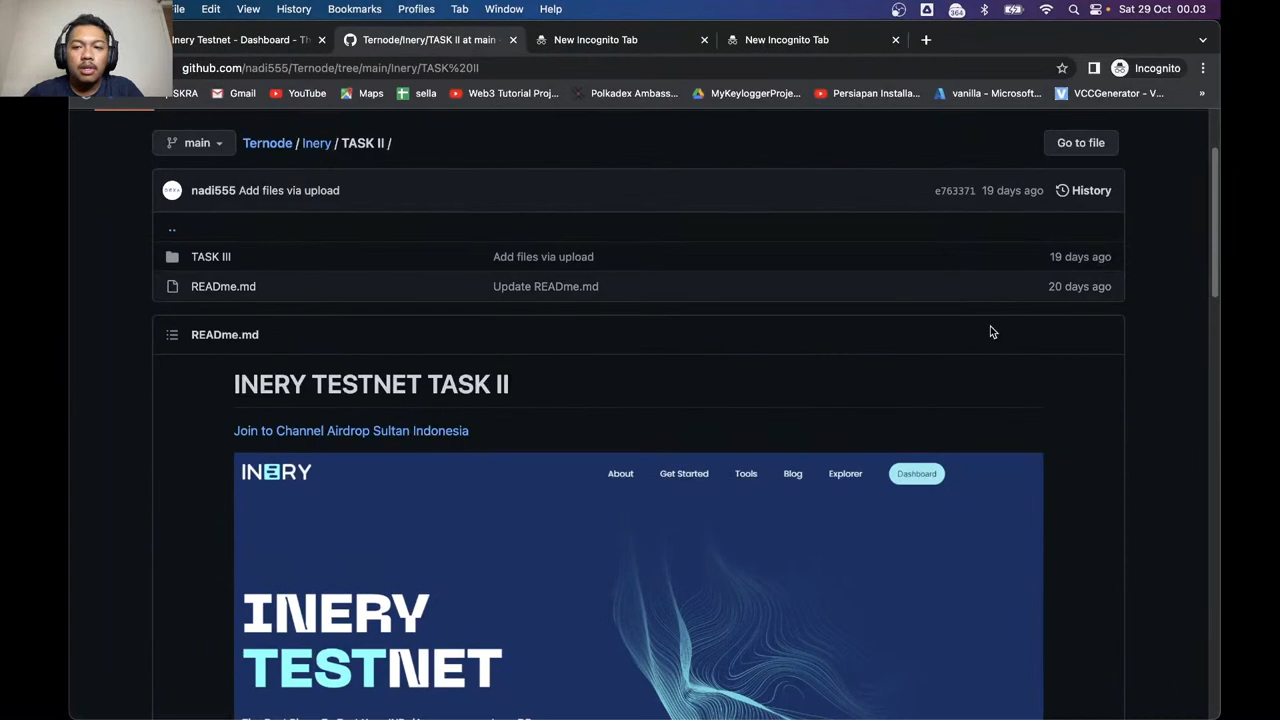 File Edit View History Bookmarks Profiles Tab Window Help 364 Sat 29 Oct 00.03
Inery Testnet - Dashboard - Th Ternode/Inery/TASK II at main New Incognito Tab New Incognito Tab
github.com/nadi555/Ternode/tree/main/Inery/TASK%20II Incognito
SKRA Gmail YouTube Maps sella Web3 Tutorial Proj... Polkadex Ambass... MyKeyloggerProje... Persiapan Installa... vanilla - Microsoft... VCCGenerator - V... »
main Ternode / Inery / TASK II / Go to file
nadi555 Add files via upload e763371 19 days ago History
..
TASK III Add files via upload 19 days ago
READme.md Update READme.md 20 days ago
READme.md
INERY TESTNET TASK II
Join to Channel Airdrop Sultan Indonesia
INERY About Get Started Tools Blog Explorer Dashboard
INERY
TESTNET